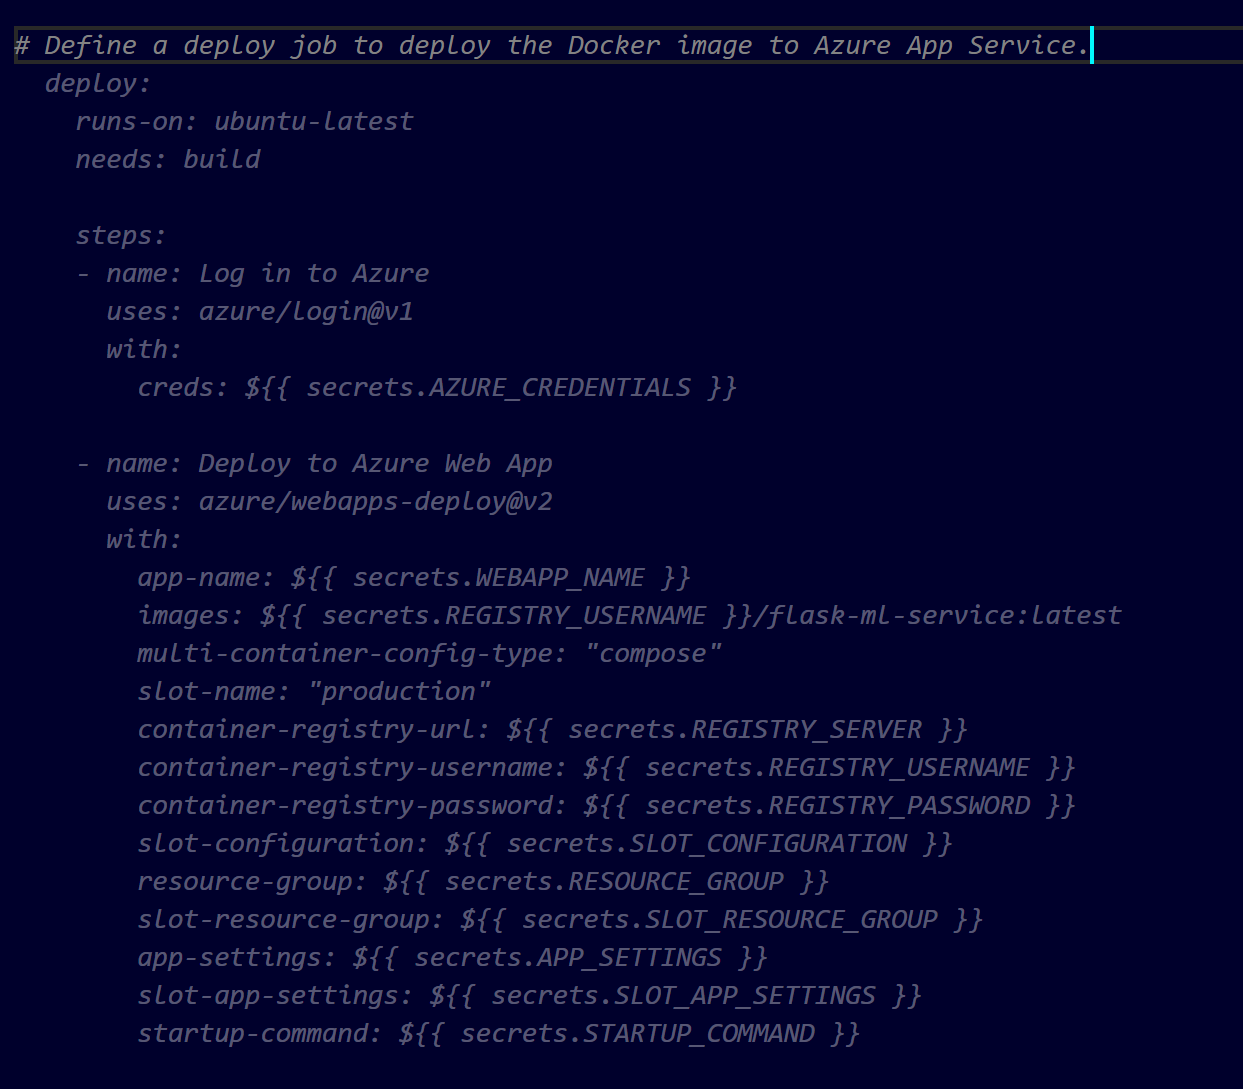 # Define a deploy job to deploy the Docker image to Azure App Service.
  deploy:
    runs-on: ubuntu-latest
    needs: build

    steps:
    - name: Log in to Azure
      uses: azure/login@v1
      with:
        creds: ${{ secrets.AZURE_CREDENTIALS }}

    - name: Deploy to Azure Web App
      uses: azure/webapps-deploy@v2
      with:
        app-name: ${{ secrets.WEBAPP_NAME }}
        images: ${{ secrets.REGISTRY_USERNAME }}/flask-ml-service:latest
        multi-container-config-type: "compose"
        slot-name: "production"
        container-registry-url: ${{ secrets.REGISTRY_SERVER }}
        container-registry-username: ${{ secrets.REGISTRY_USERNAME }}
        container-registry-password: ${{ secrets.REGISTRY_PASSWORD }}
        slot-configuration: ${{ secrets.SLOT_CONFIGURATION }}
        resource-group: ${{ secrets.RESOURCE_GROUP }}
        slot-resource-group: ${{ secrets.SLOT_RESOURCE_GROUP }}
        app-settings: ${{ secrets.APP_SETTINGS }}
        slot-app-settings: ${{ secrets.SLOT_APP_SETTINGS }}
        startup-command: ${{ secrets.STARTUP_COMMAND }}